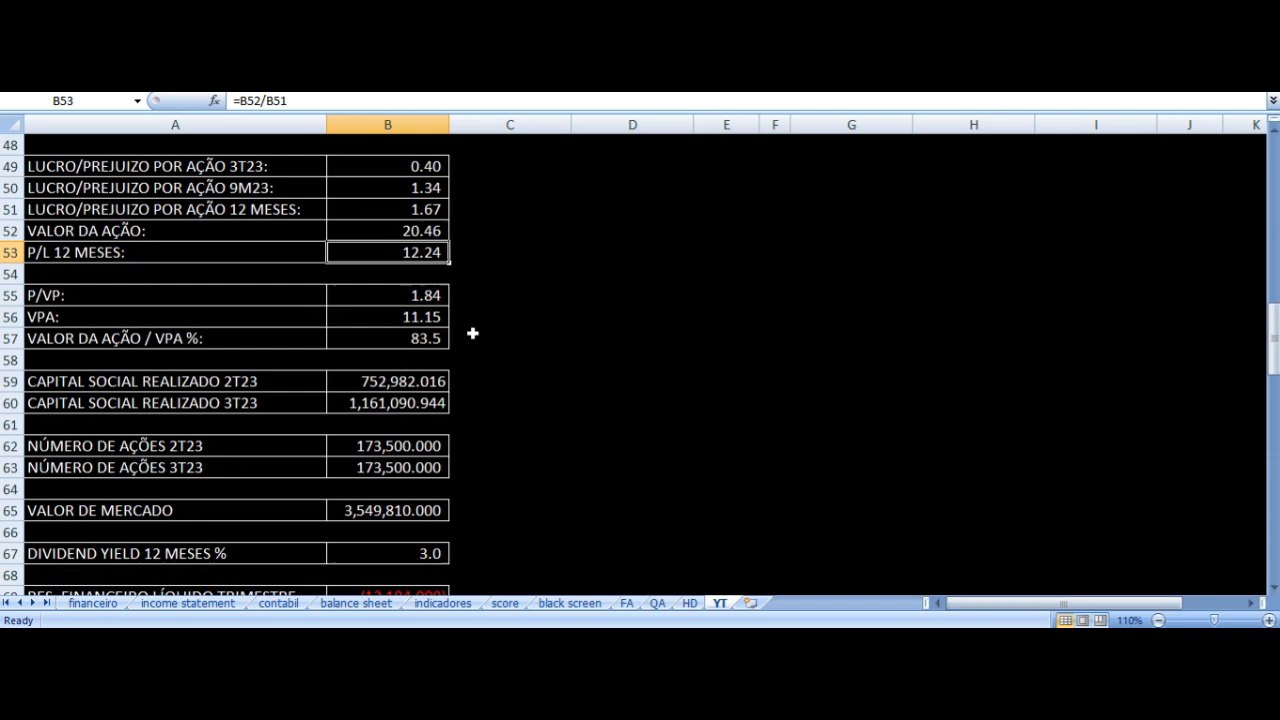 B53 fx =B52/B51
A B C D E F G H I J K
48
49 LUCRO/PREJUIZO POR AÇÃO 3T23: 0.40
50 LUCRO/PREJUIZO POR AÇÃO 9M23: 1.34
51 LUCRO/PREJUIZO POR AÇÃO 12 MESES: 1.67
52 VALOR DA AÇÃO: 20.46
53 P/L 12 MESES: 12.24
54
55 P/VP: 1.84
56 VPA: 11.15
57 VALOR DA AÇÃO / VPA %: 83.5
58
59 CAPITAL SOCIAL REALIZADO 2T23 752,982.016
60 CAPITAL SOCIAL REALIZADO 3T23 1,161,090.944
61
62 NÚMERO DE AÇÕES 2T23 173,500.000
63 NÚMERO DE AÇÕES 3T23 173,500.000
64
65 VALOR DE MERCADO 3,549,810.000
66
67 DIVIDEND YIELD 12 MESES % 3.0
68
RES. FINANCEIRO LÍQUIDO TRIMESTRE
financeiro income statement contabil balance sheet indicadores score black screen FA QA HD YT
Ready 110%